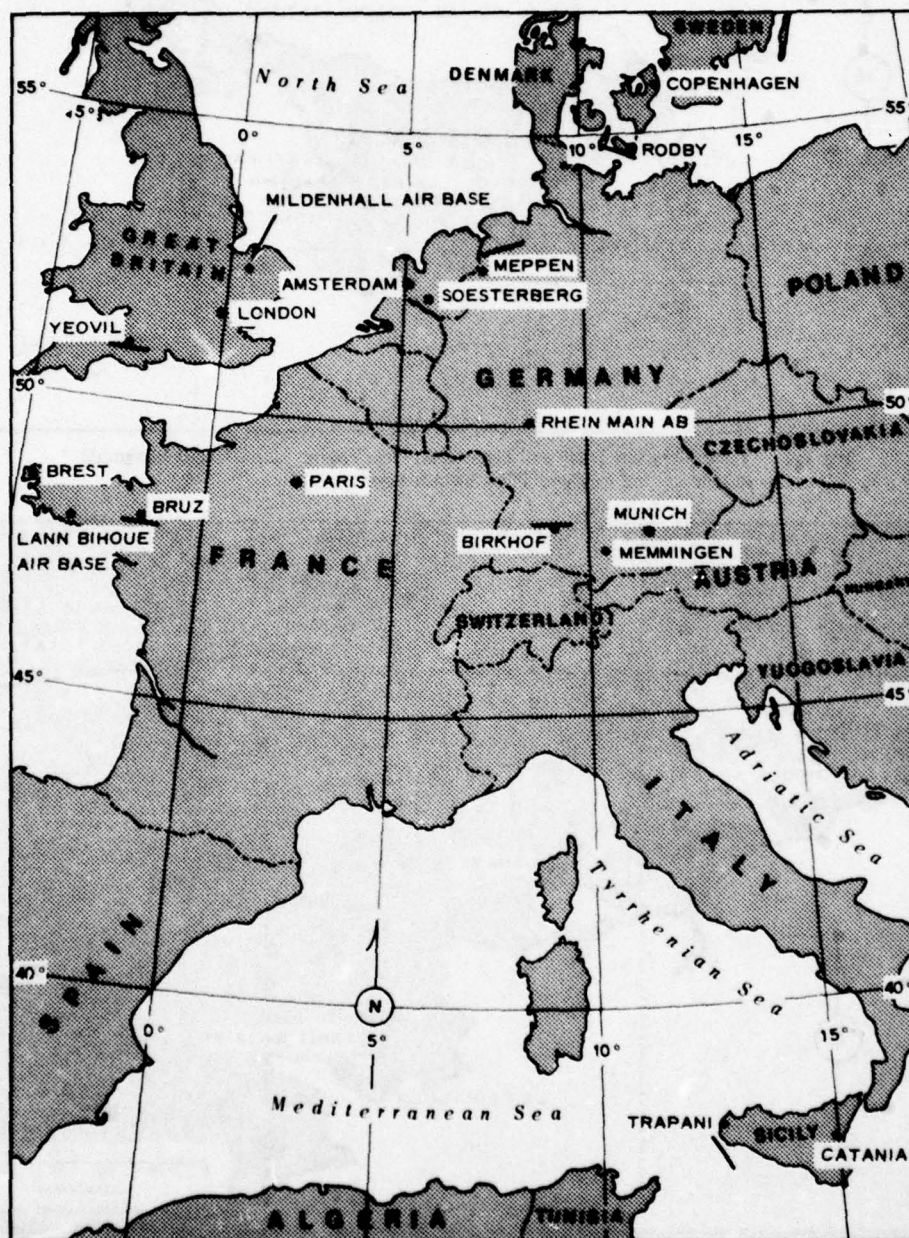 SWEDEN
North Sea
DENMARK
COPENHAGEN
55°
5°
55°
0°
5°
10°
15°
RODBY
MILDENHALL AIR BASE
GREAT
BRITAIN
MEPPEN
AMSTERDAM
SOESTERBERG
POLAND
LONDON
YEOVIL
GERMANY
50°
50°
RHEIN MAIN AB
CZECHOSLOVAKIA
BREST
PARIS
BRUZ
MUNICH
LANN BIHOUE
AIR BASE
BIRKHOF
MEMMINGEN
FRANCE
AUSTRIA
HUNGARY
SWITZERLAND
YUOGOSLAVIA
45°
45°
Adriatic Sea
ITALY
Tyrrhenian Sea
SPAIN
40°
40°
N
0°
5°
10°
15°
Mediterranean Sea
TRAPANI
SICILY
CATANIA
ALGERIA
TUNISIA